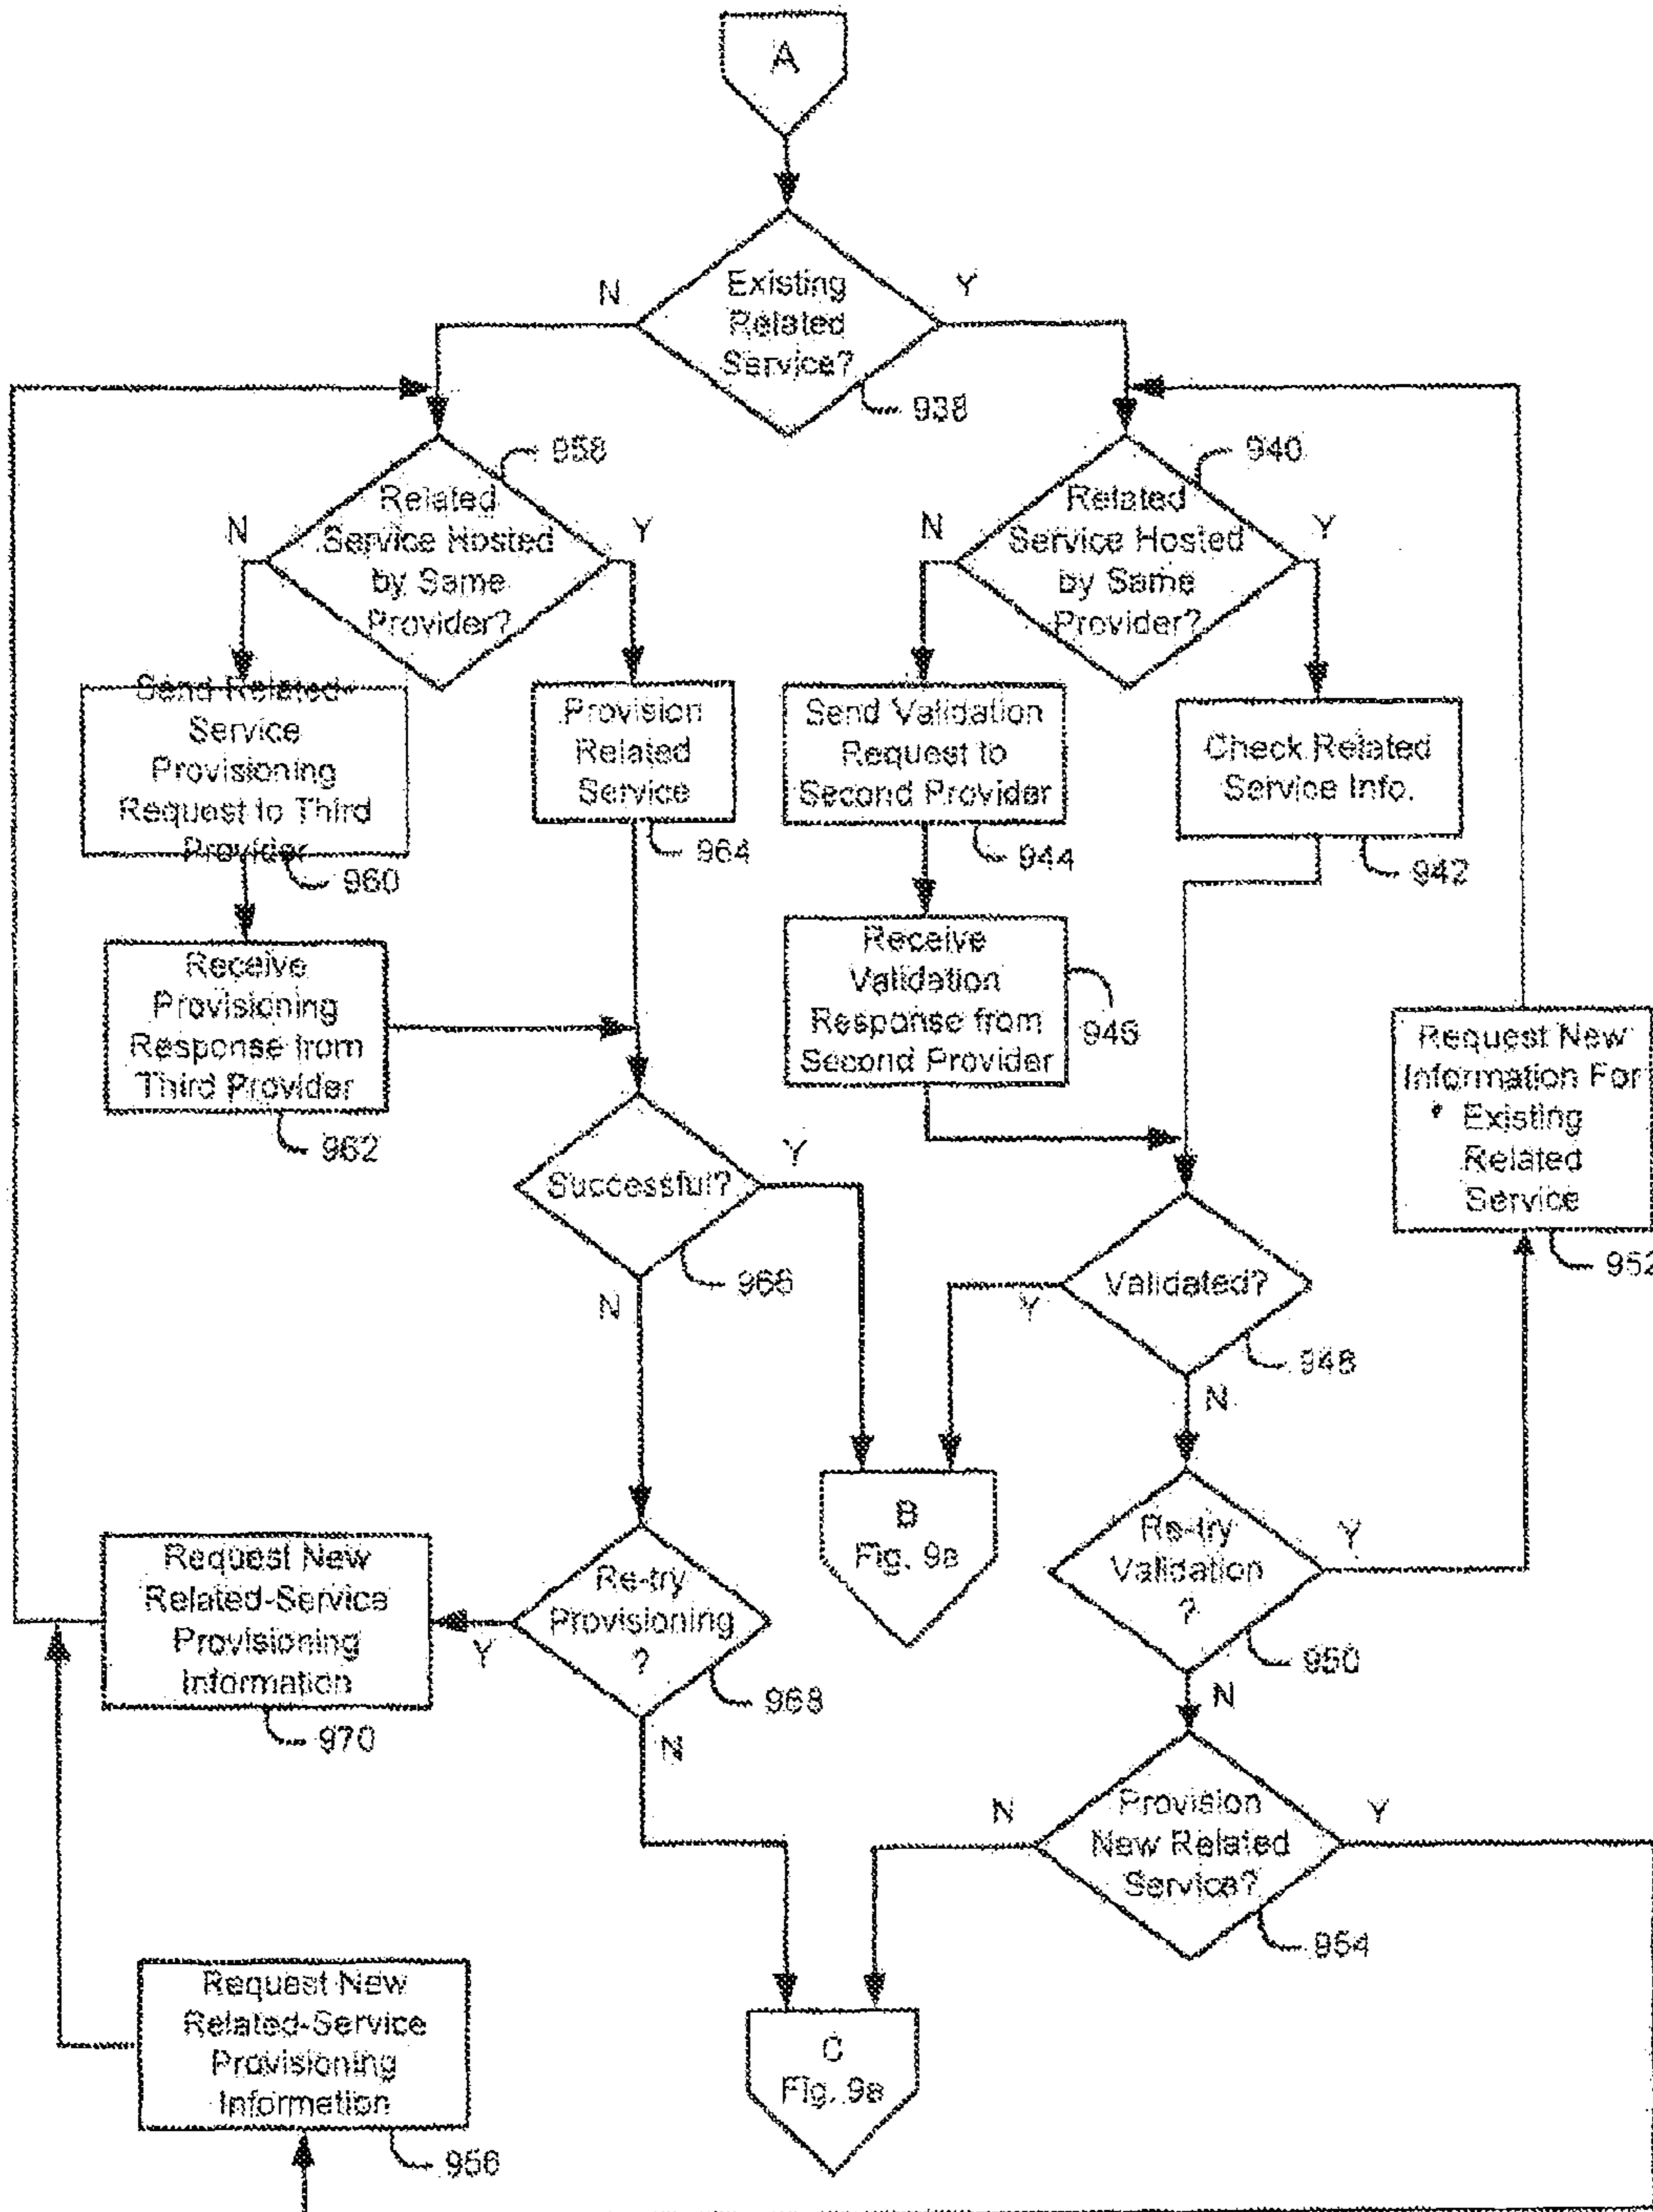 A
Existing
Related
Service?
N
Y
938
Related
Service Hosted
by Same
Provider?
958
N
Y
Related
Service Hosted
by Same
Provider?
940
N
Y
Send Related-
Service
Provisioning
Request to Third
Provider
960
Provision
Related
Service
964
Send Validation
Request to
Second Provider
944
Check Related
Service Info.
942
Receive
Provisioning
Response from
Third Provider
962
Receive
Validation
Response from
Second Provider
946
Request New
Information For
Existing
Related
Service
952
Successful?
Y
N
966
Validated?
Y
N
948
B
Fig. 9a
Re-try
Validation
?
Y
N
950
Request New
Related-Service
Provisioning
Information
970
Re-try
Provisioning
?
Y
N
968
Provision
New Related
Service?
N
Y
954
Request New
Related-Service
Provisioning
Information
956
C
Fig. 9a